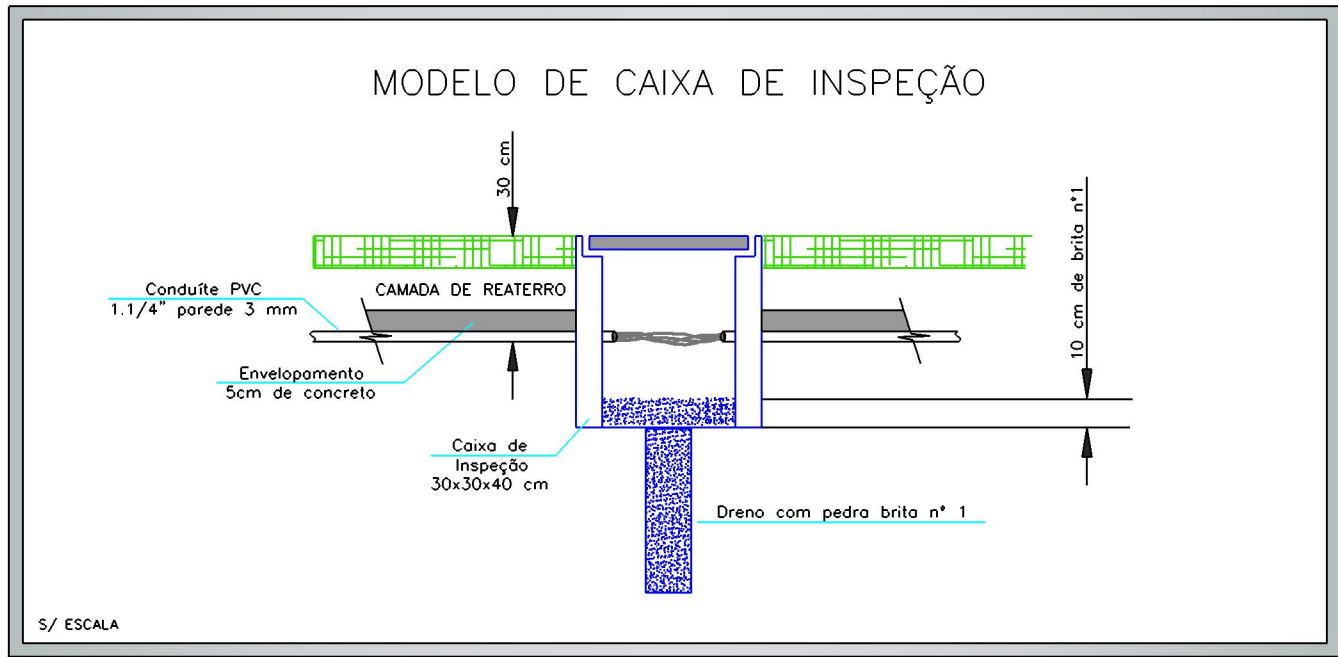 MODELO DE CAIXA DE INSPEÇÃO
30 cm
10 cm de brita n°1
Conduíte PVC
1.1/4" parede 3 mm
CAMADA DE REATERRO
Envelopamento
5cm de concreto
Caixa de
Inspeção
30x30x40 cm
Dreno com pedra brita n° 1
S/ ESCALA